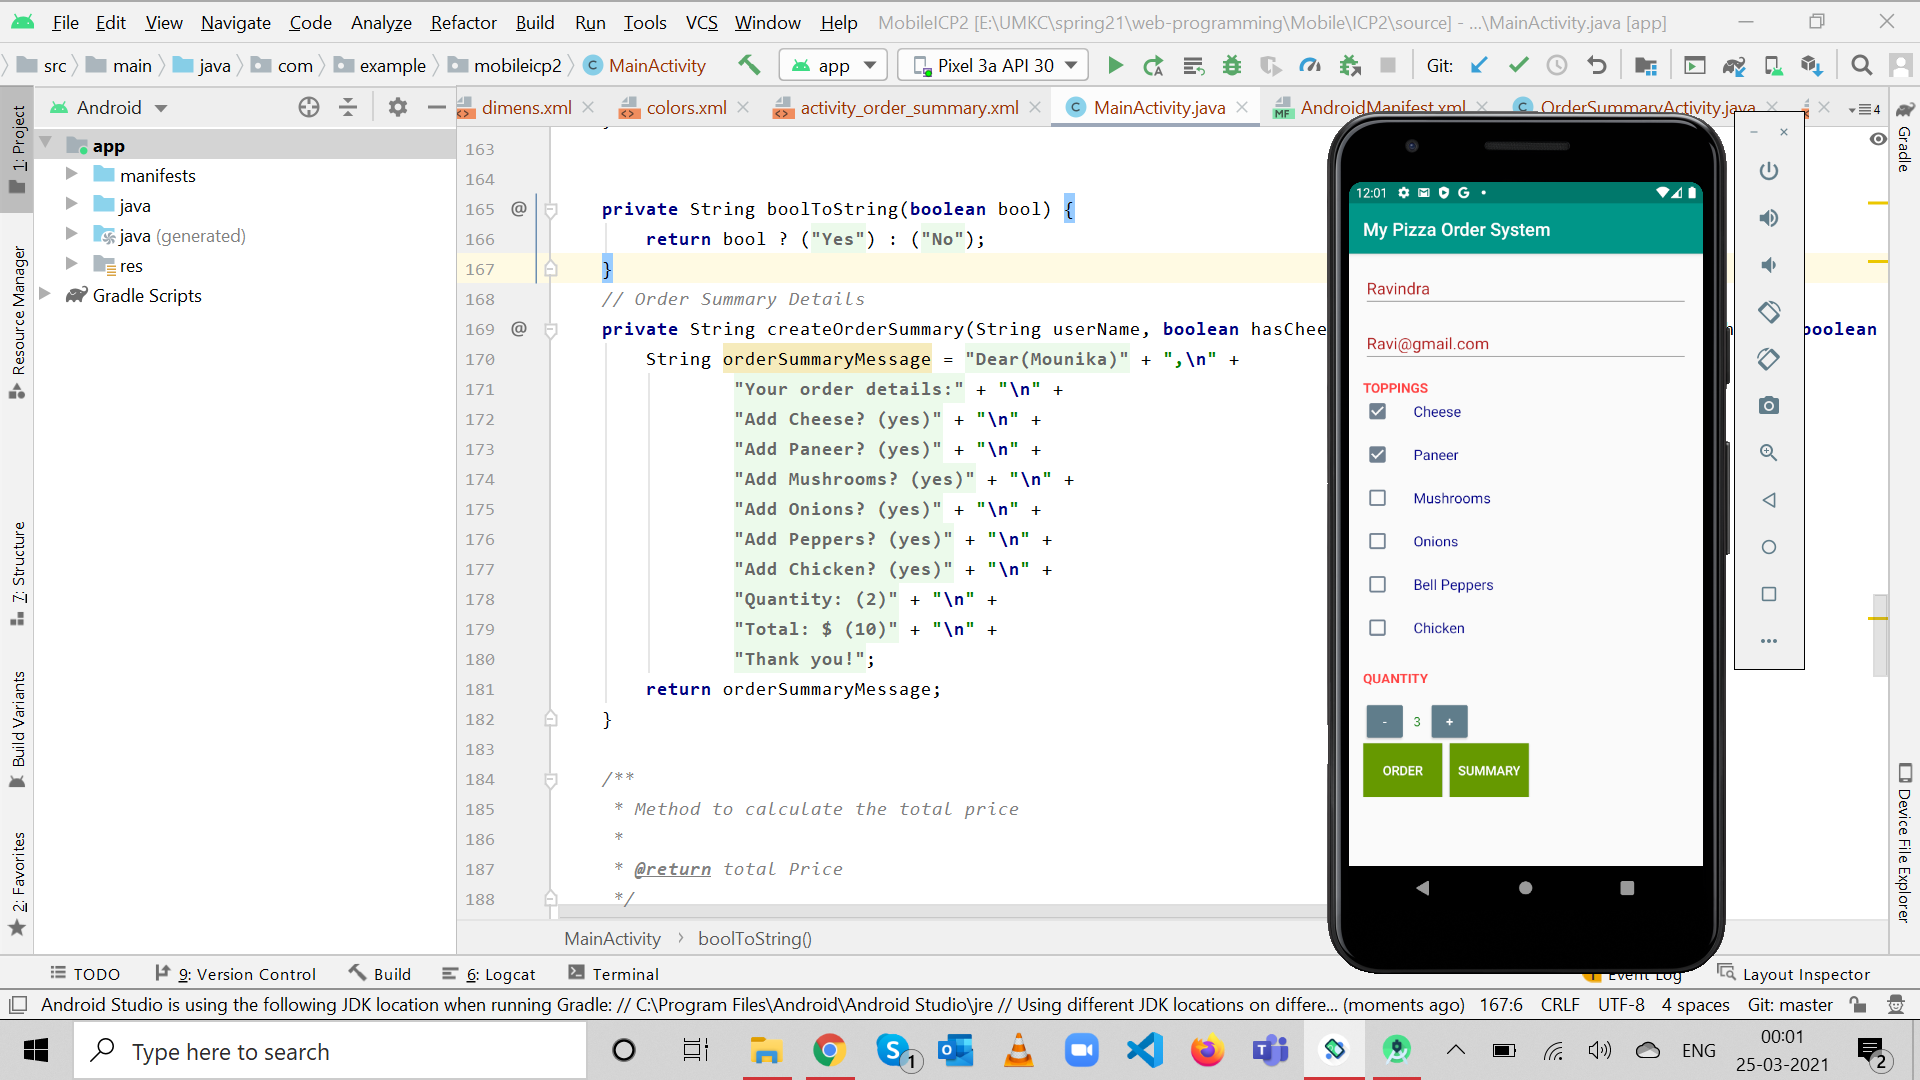 File Edit View Navigate Code Analyze Refactor Build Run Tools VCS Window Help MobileICP2 [E:\UMKC\spring21\web-programming\Mobile\ICP2\source] - ...\MainActivity.java [app]
src main java com example mobileicp2 MainActivity app Pixel 3a API 30 Git:
Android dimens.xml colors.xml activity_order_summary.xml MainActivity.java AndroidManifest.xml OrderSummaryActivity.java 4
1: Project
Resource Manager
7: Structure
Build Variants
2: Favorites
app
manifests
java
java (generated)
res
Gradle Scripts
163
164
165 @ private String boolToString(boolean bool) {
166 return bool ? ("Yes") : ("No");
167 }
168 // Order Summary Details
169 @ private String createOrderSummary(String userName, boolean hasChee boolean
170 String orderSummaryMessage = "Dear(Mounika)" + ",\n" +
171 "Your order details:" + "\n" +
172 "Add Cheese? (yes)" + "\n" +
173 "Add Paneer? (yes)" + "\n" +
174 "Add Mushrooms? (yes)" + "\n" +
175 "Add Onions? (yes)" + "\n" +
176 "Add Peppers? (yes)" + "\n" +
177 "Add Chicken? (yes)" + "\n" +
178 "Quantity: (2)" + "\n" +
179 "Total: $ (10)" + "\n" +
180 "Thank you!";
181 return orderSummaryMessage;
182 }
183
184 /**
185 * Method to calculate the total price
186 *
187 * @return total Price
188 */
MainActivity boolToString()
12:01
My Pizza Order System
Ravindra
Ravi@gmail.com
TOPPINGS
Cheese
Paneer
Mushrooms
Onions
Bell Peppers
Chicken
QUANTITY
- 3 +
ORDER SUMMARY
Gradle
Device File Explorer
TODO 9: Version Control Build 6: Logcat Terminal Event Log Layout Inspector
Android Studio is using the following JDK location when running Gradle: // C:\Program Files\Android\Android Studio\jre // Using different JDK locations on differe... (moments ago) 167:6 CRLF UTF-8 4 spaces Git: master
Type here to search 1 ENG 00:01
25-03-2021 2